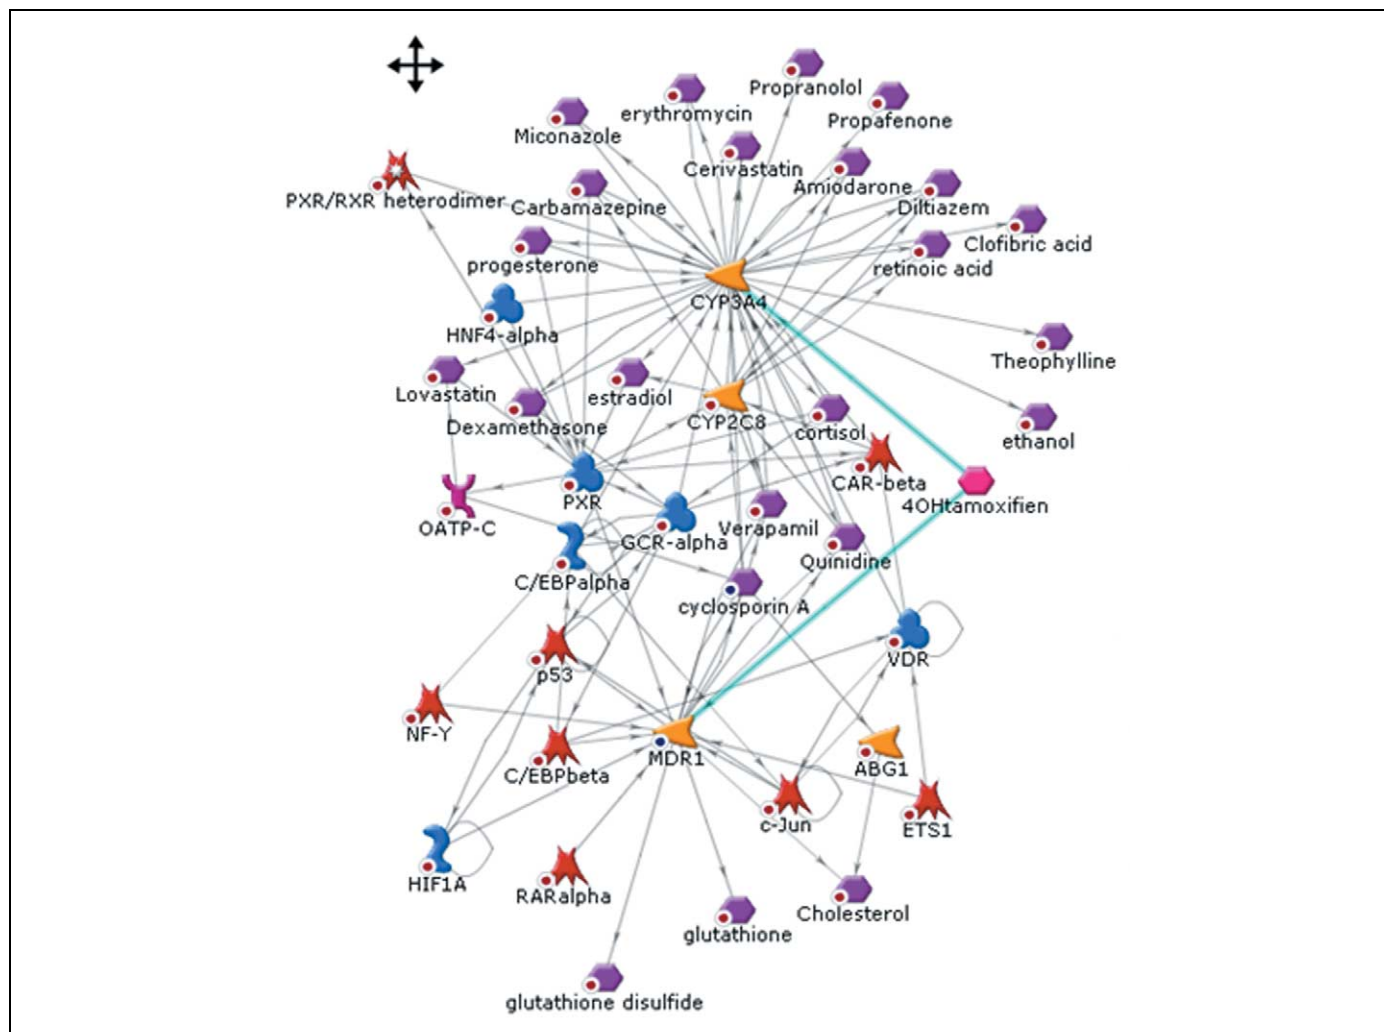 Propranolol
erythromycin
Propafenone
Miconazole
Cerivastatin
Amiodarone
PXR/RXR heterodimer
Carbamazepine
Diltiazem
Clofibric acid
progesterone
retinoic acid
CYP3A4
HNF4-alpha
Theophylline
Lovastatin
estradiol
Dexamethasone
CYP2C8
cortisol
ethanol
CAR-beta
PXR
4OHtamoxifien
OATP-C
GCR-alpha
Verapamil
Quinidine
C/EBPalpha
cyclosporin A
VDR
p53
NF-Y
MDR1
ABG1
C/EBPbeta
c-Jun
ETS1
HIF1A
RARalpha
Cholesterol
glutathione
glutathione disulfide